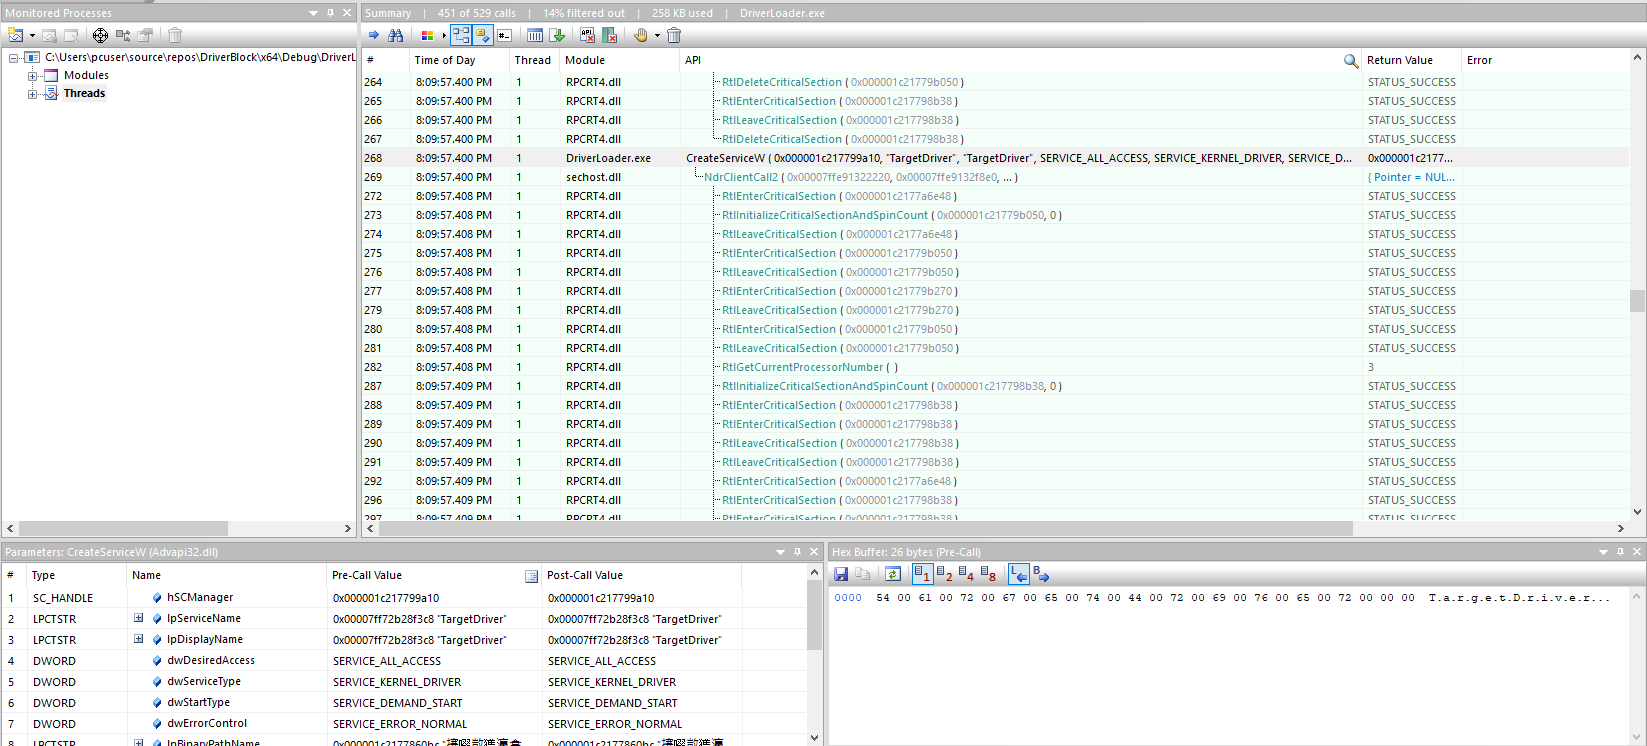 Monitored Processes
C:\Users\pcuser\source\repos\DriverBlock\x64\Debug\DriverL
Modules
Threads
Summary | 451 of 529 calls | 14% filtered out | 258 KB used | DriverLoader.exe
# Time of Day Thread Module API Return Value Error
264 8:09:57.400 PM 1 RPCRT4.dll RtlDeleteCriticalSection ( 0x000001c21779b050 ) STATUS_SUCCESS
265 8:09:57.400 PM 1 RPCRT4.dll RtlEnterCriticalSection ( 0x000001c217798b38 ) STATUS_SUCCESS
266 8:09:57.400 PM 1 RPCRT4.dll RtlLeaveCriticalSection ( 0x000001c217798b38 ) STATUS_SUCCESS
267 8:09:57.400 PM 1 RPCRT4.dll RtlDeleteCriticalSection ( 0x000001c217798b38 ) STATUS_SUCCESS
268 8:09:57.400 PM 1 DriverLoader.exe CreateServiceW ( 0x000001c217799a10, "TargetDriver", "TargetDriver", SERVICE_ALL_ACCESS, SERVICE_KERNEL_DRIVER, SERVICE_D... 0x000001c2177...
269 8:09:57.400 PM 1 sechost.dll NdrClientCall2 ( 0x00007ffe91322220, 0x00007ffe9132f8e0, ... ) { Pointer = NUL...
272 8:09:57.408 PM 1 RPCRT4.dll RtlEnterCriticalSection ( 0x000001c2177a6e48 ) STATUS_SUCCESS
273 8:09:57.408 PM 1 RPCRT4.dll RtlInitializeCriticalSectionAndSpinCount ( 0x000001c21779b050, 0 ) STATUS_SUCCESS
274 8:09:57.408 PM 1 RPCRT4.dll RtlLeaveCriticalSection ( 0x000001c2177a6e48 ) STATUS_SUCCESS
275 8:09:57.408 PM 1 RPCRT4.dll RtlEnterCriticalSection ( 0x000001c21779b050 ) STATUS_SUCCESS
276 8:09:57.408 PM 1 RPCRT4.dll RtlLeaveCriticalSection ( 0x000001c21779b050 ) STATUS_SUCCESS
277 8:09:57.408 PM 1 RPCRT4.dll RtlEnterCriticalSection ( 0x000001c21779b270 ) STATUS_SUCCESS
279 8:09:57.408 PM 1 RPCRT4.dll RtlLeaveCriticalSection ( 0x000001c21779b270 ) STATUS_SUCCESS
280 8:09:57.408 PM 1 RPCRT4.dll RtlEnterCriticalSection ( 0x000001c21779b050 ) STATUS_SUCCESS
281 8:09:57.408 PM 1 RPCRT4.dll RtlLeaveCriticalSection ( 0x000001c21779b050 ) STATUS_SUCCESS
282 8:09:57.408 PM 1 RPCRT4.dll RtlGetCurrentProcessorNumber ( ) 3
287 8:09:57.409 PM 1 RPCRT4.dll RtlInitializeCriticalSectionAndSpinCount ( 0x000001c217798b38, 0 ) STATUS_SUCCESS
288 8:09:57.409 PM 1 RPCRT4.dll RtlEnterCriticalSection ( 0x000001c217798b38 ) STATUS_SUCCESS
289 8:09:57.409 PM 1 RPCRT4.dll RtlEnterCriticalSection ( 0x000001c217798b38 ) STATUS_SUCCESS
290 8:09:57.409 PM 1 RPCRT4.dll RtlLeaveCriticalSection ( 0x000001c217798b38 ) STATUS_SUCCESS
291 8:09:57.409 PM 1 RPCRT4.dll RtlLeaveCriticalSection ( 0x000001c217798b38 ) STATUS_SUCCESS
292 8:09:57.409 PM 1 RPCRT4.dll RtlEnterCriticalSection ( 0x000001c2177a6e48 ) STATUS_SUCCESS
296 8:09:57.409 PM 1 RPCRT4.dll RtlEnterCriticalSection ( 0x000001c217798b38 ) STATUS_SUCCESS
297 8:09:57.409 PM 1 RPCRT4.dll RtlEnterCriticalSection ( 0x000001c217798b38 ) STATUS_SUCCESS
Parameters: CreateServiceW (Advapi32.dll)
# Type Name Pre-Call Value Post-Call Value
1 SC_HANDLE hSCManager 0x000001c217799a10 0x000001c217799a10
2 LPCTSTR lpServiceName 0x00007ff72b28f3c8 "TargetDriver" 0x00007ff72b28f3c8 "TargetDriver"
3 LPCTSTR lpDisplayName 0x00007ff72b28f3c8 "TargetDriver" 0x00007ff72b28f3c8 "TargetDriver"
4 DWORD dwDesiredAccess SERVICE_ALL_ACCESS SERVICE_ALL_ACCESS
5 DWORD dwServiceType SERVICE_KERNEL_DRIVER SERVICE_KERNEL_DRIVER
6 DWORD dwStartType SERVICE_DEMAND_START SERVICE_DEMAND_START
7 DWORD dwErrorControl SERVICE_ERROR_NORMAL SERVICE_ERROR_NORMAL
8 LPCTSTR lpBinaryPathName
Hex Buffer: 26 bytes (Pre-Call)
0000 54 00 61 00 72 00 67 00 65 00 74 00 44 00 72 00 69 00 76 00 65 00 72 00 00 00 T.a.r.g.e.t.D.r.i.v.e.r...